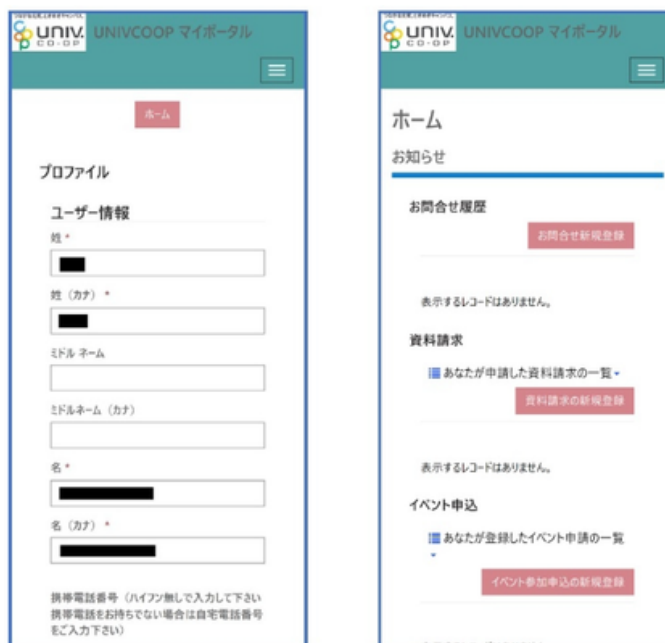 UNIV.
CO-OP
UNIVCOOP マイポータル
ホーム
プロファイル
ユーザー情報
姓 *
姓（カナ） *
ミドル ネーム
ミドルネーム（カナ）
名 *
名（カナ） *
携帯電話番号（ハイフン無しで入力して下さい
携帯電話をお持ちでない場合は自宅電話番号
をご入力下さい）
UNIV.
CO-OP
UNIVCOOP マイポータル
ホーム
お知らせ
お問合せ履歴
お問合せ新規登録
表示するレコードはありません。
資料請求
あなたが申請した資料請求の一覧
資料請求の新規登録
表示するレコードはありません。
イベント申込
あなたが登録したイベント申請の一覧
イベント参加申込の新規登録